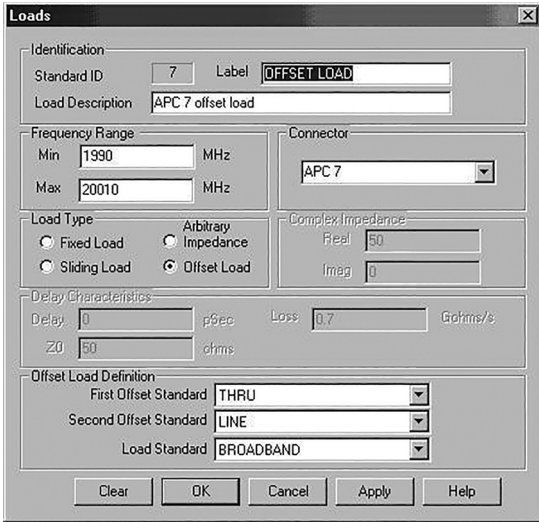 Loads
Identification
Standard ID 7 Label OFFSET LOAD
Load Description APC 7 offset load
Frequency Range
Min 1990 MHz
Max 20010 MHz
Connector
APC 7
Load Type
Fixed Load
Arbitrary Impedance
Sliding Load
Offset Load
Complex Impedance
Real 50
Imag 0
Delay Characteristics
Delay 0 pSec Loss 0.7 Gohms/s
Z0 50 ohms
Offset Load Definition
First Offset Standard THRU
Second Offset Standard LINE
Load Standard BROADBAND
Clear OK Cancel Apply Help